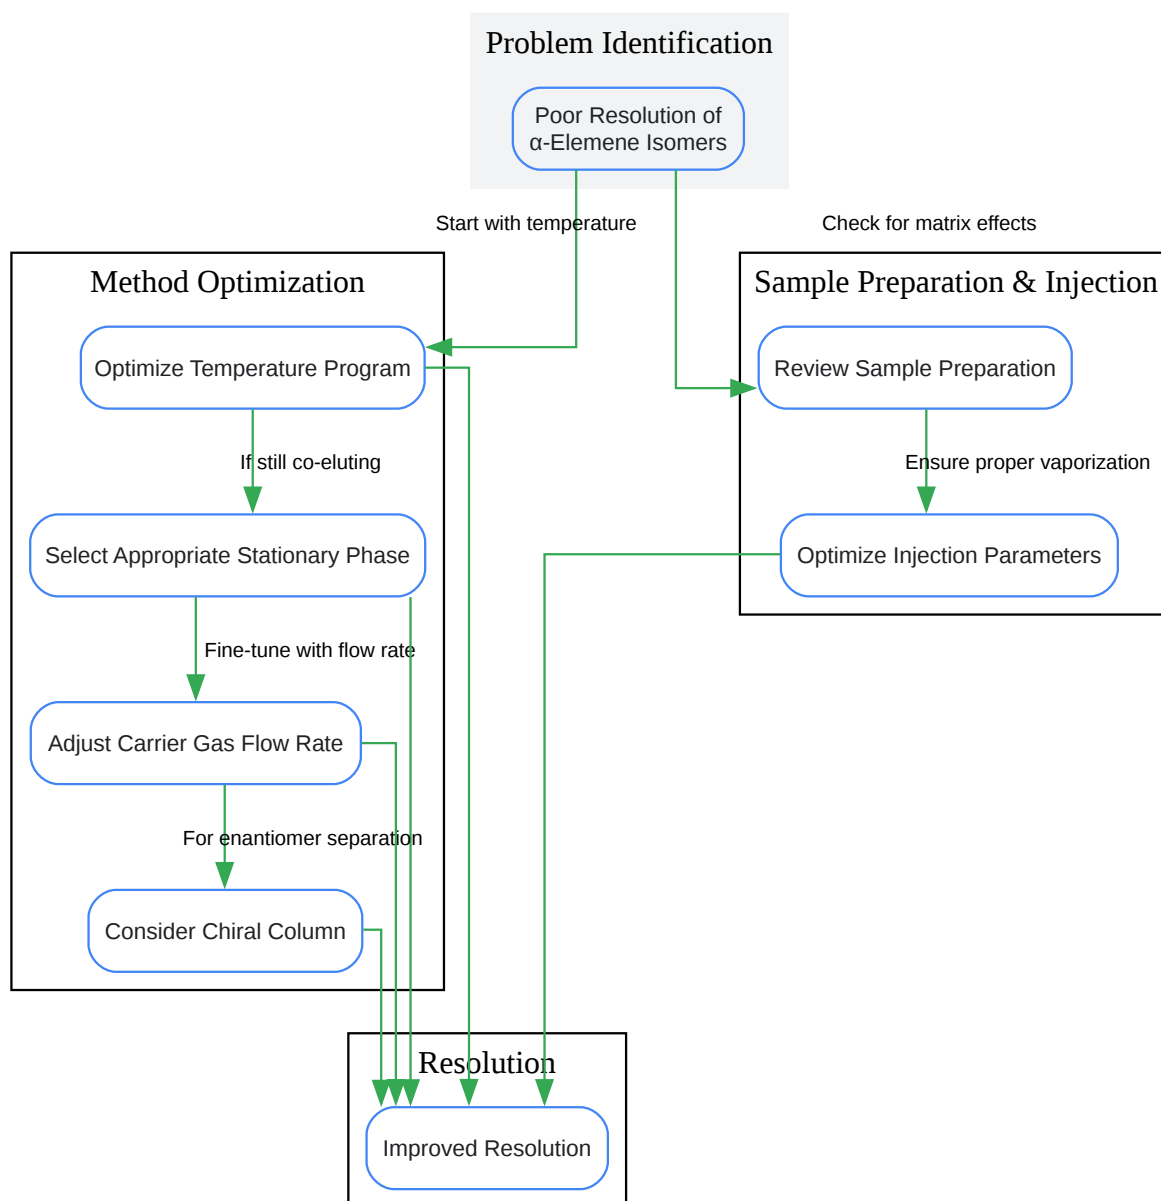 Problem Identification
Poor Resolution of
α-Elemene Isomers
Start with temperature
Check for matrix effects
Method Optimization
Sample Preparation & Injection
Optimize Temperature Program
Review Sample Preparation
If still co-eluting
Ensure proper vaporization
Select Appropriate Stationary Phase
Optimize Injection Parameters
Fine-tune with flow rate
Adjust Carrier Gas Flow Rate
For enantiomer separation
Consider Chiral Column
Resolution
Improved Resolution